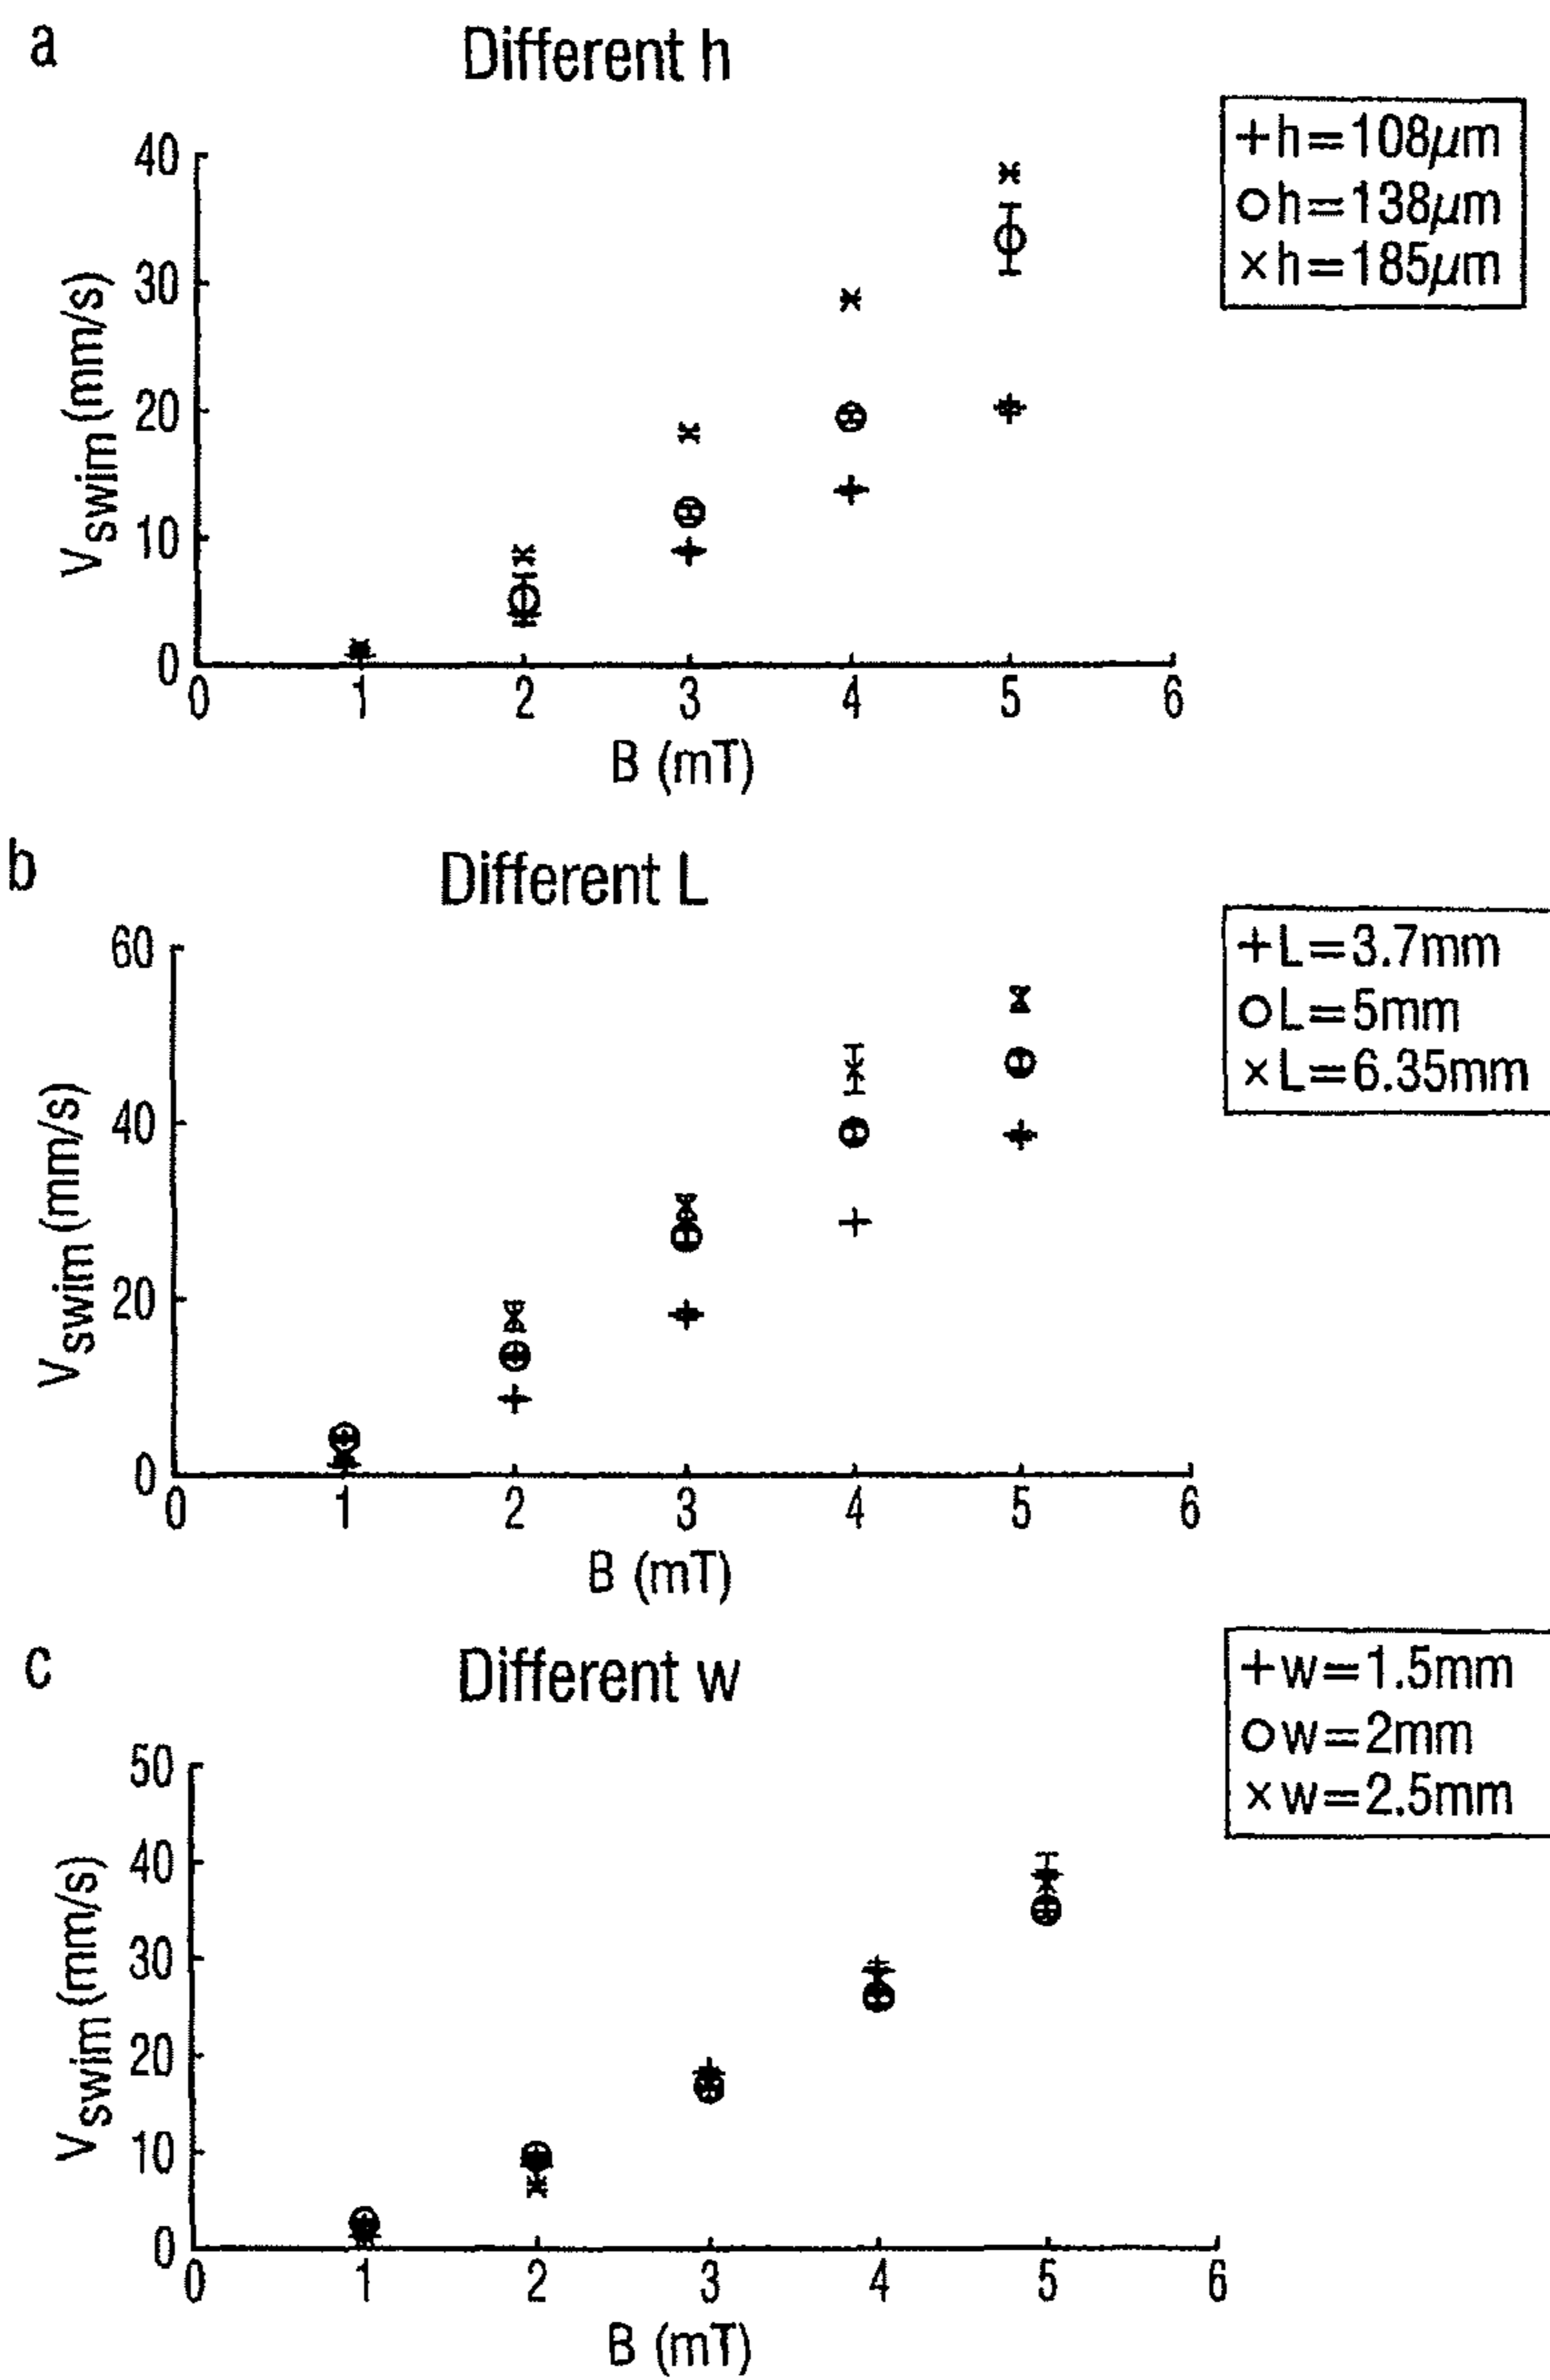 a
Different h
+ h=108μm
○ h=138μm
× h=185μm
40
30
20
10
0
Vswim (mm/s)
0 1 2 3 4 5 6
B (mT)
b
Different L
+ L=3.7mm
○ L=5mm
× L=6.35mm
60
40
20
0
Vswim (mm/s)
0 1 2 3 4 5 6
B (mT)
c
Different w
+ w=1.5mm
○ w=2mm
× w=2.5mm
50
40
30
20
10
0
Vswim (mm/s)
0 1 2 3 4 5 6
B (mT)